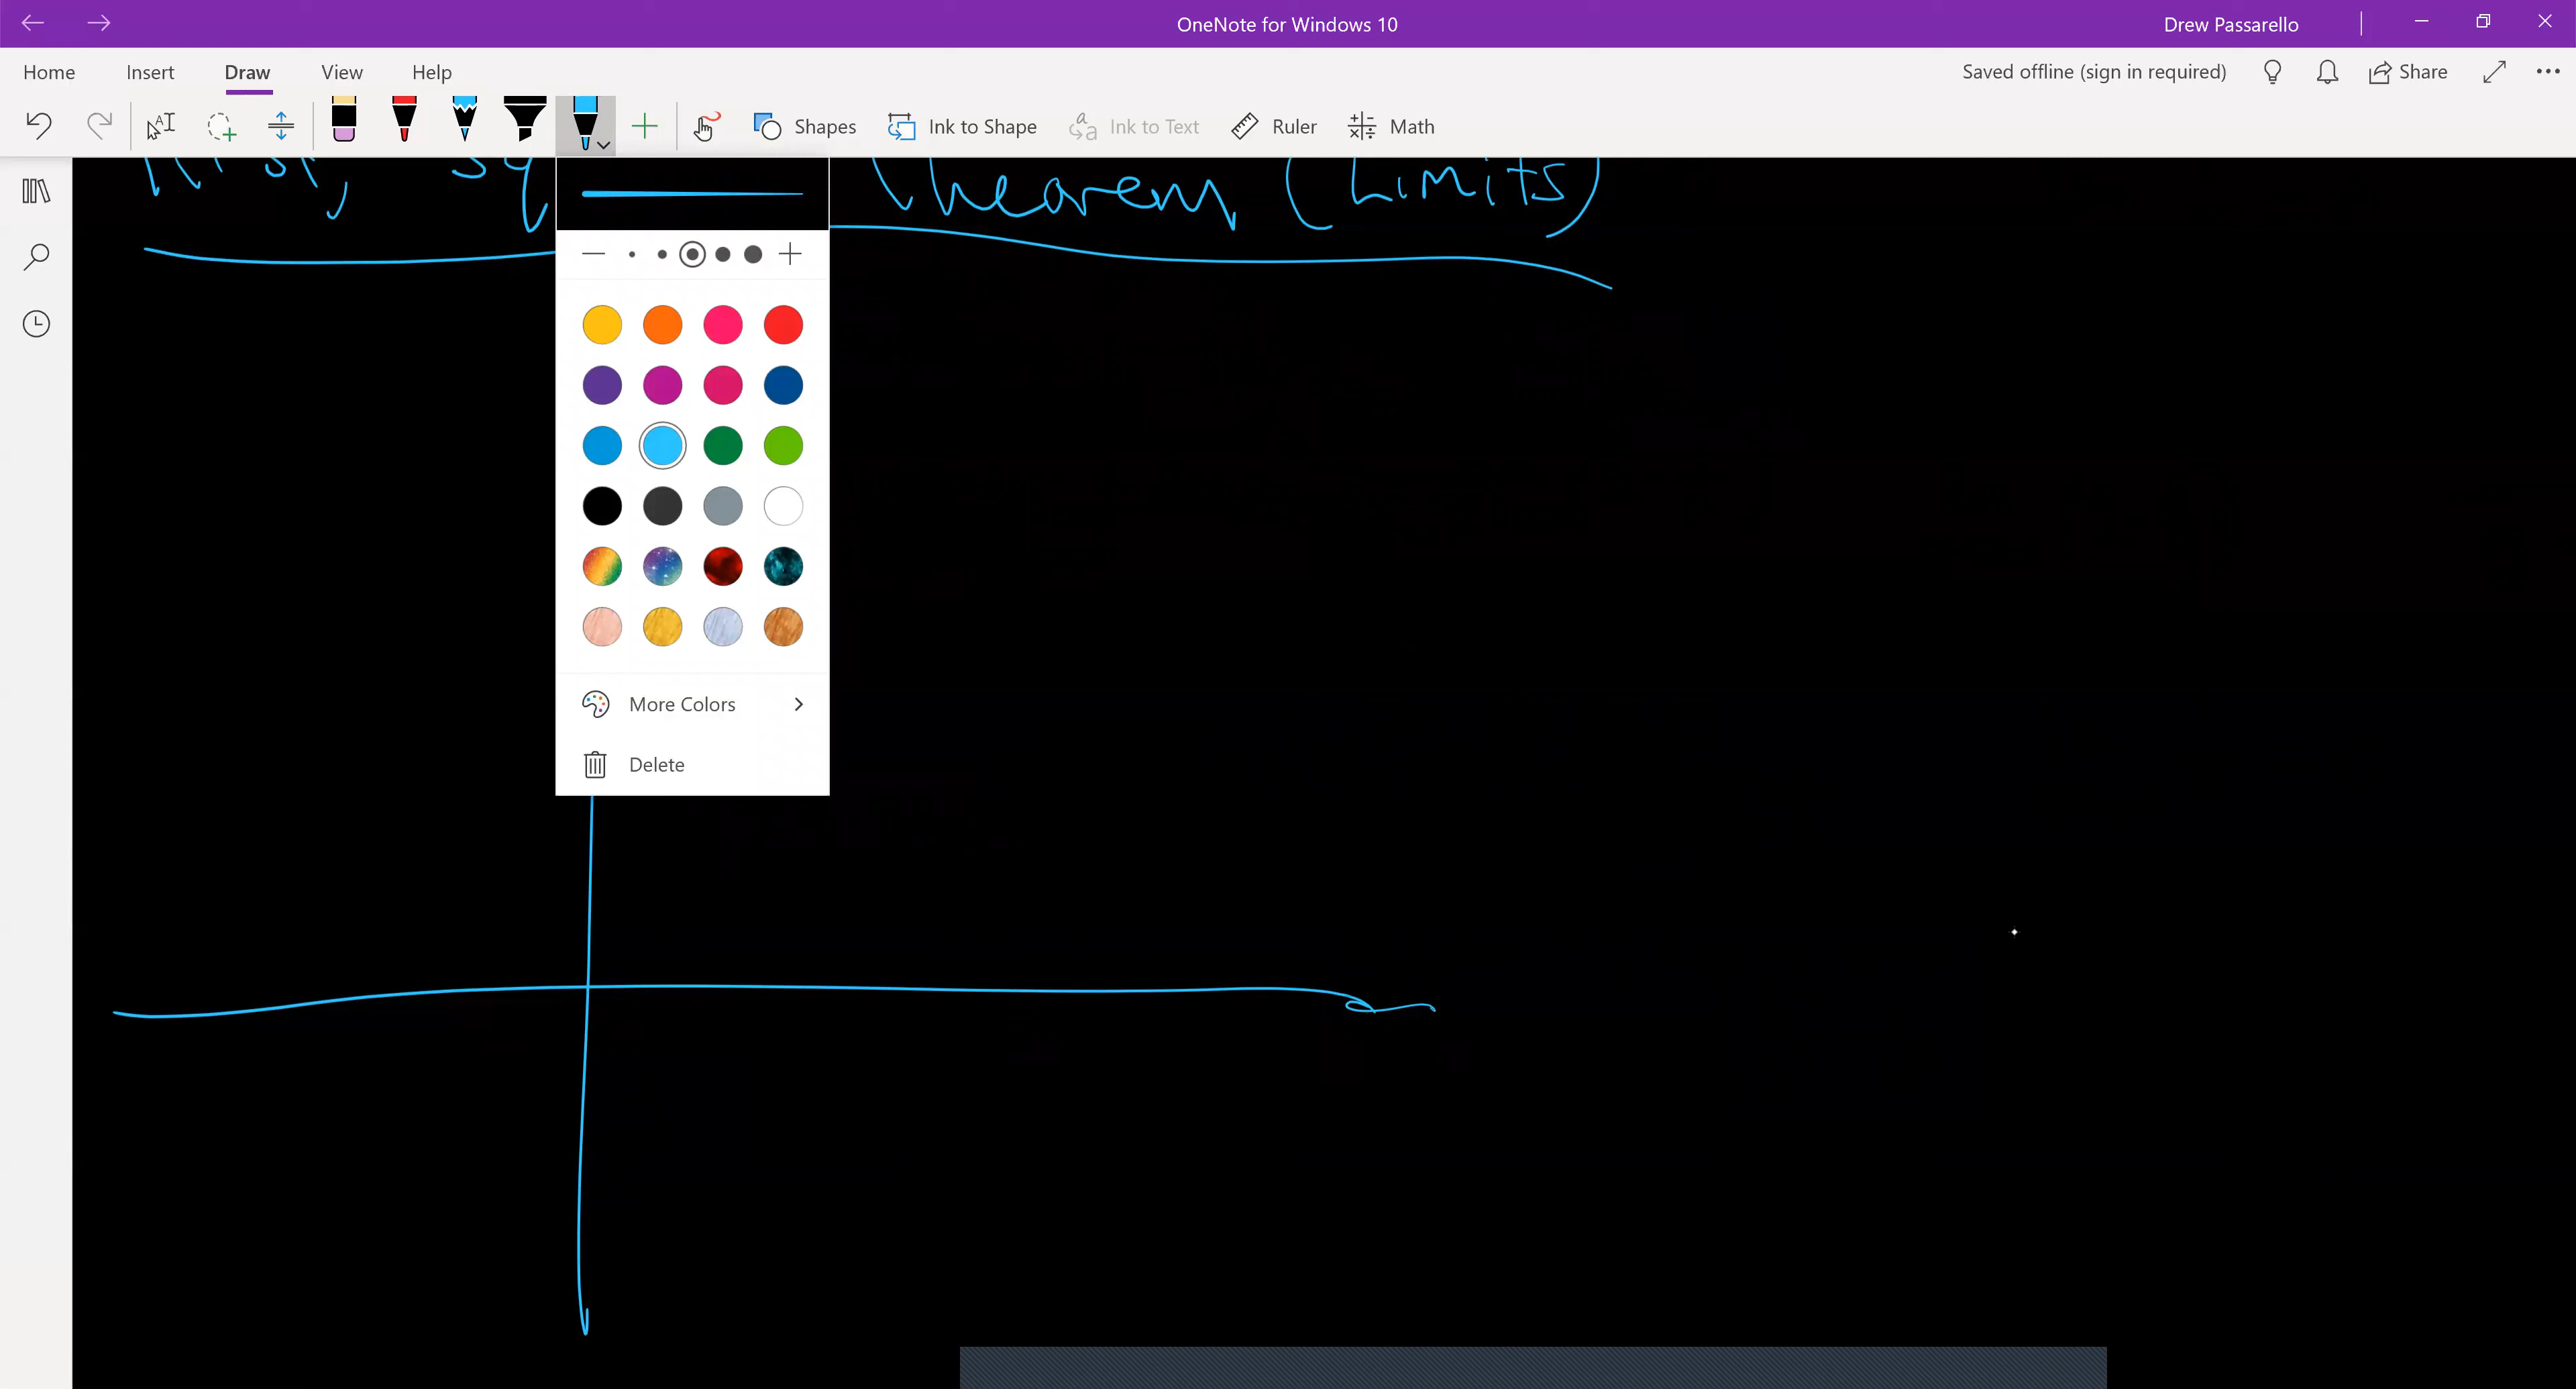 OneNote for Windows 10
Drew Passarello
Home Insert Draw View Help
Saved offline (sign in required) Share
Shapes Ink to Shape Ink to Text Ruler Math
Theorem (Limits)
More Colors
Delete